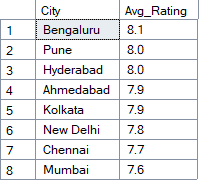 City Avg_Rating
1 Bengaluru 8.1
2 Pune 8.0
3 Hyderabad 8.0
4 Ahmedabad 7.9
5 Kolkata 7.9
6 New Delhi 7.8
7 Chennai 7.7
8 Mumbai 7.6